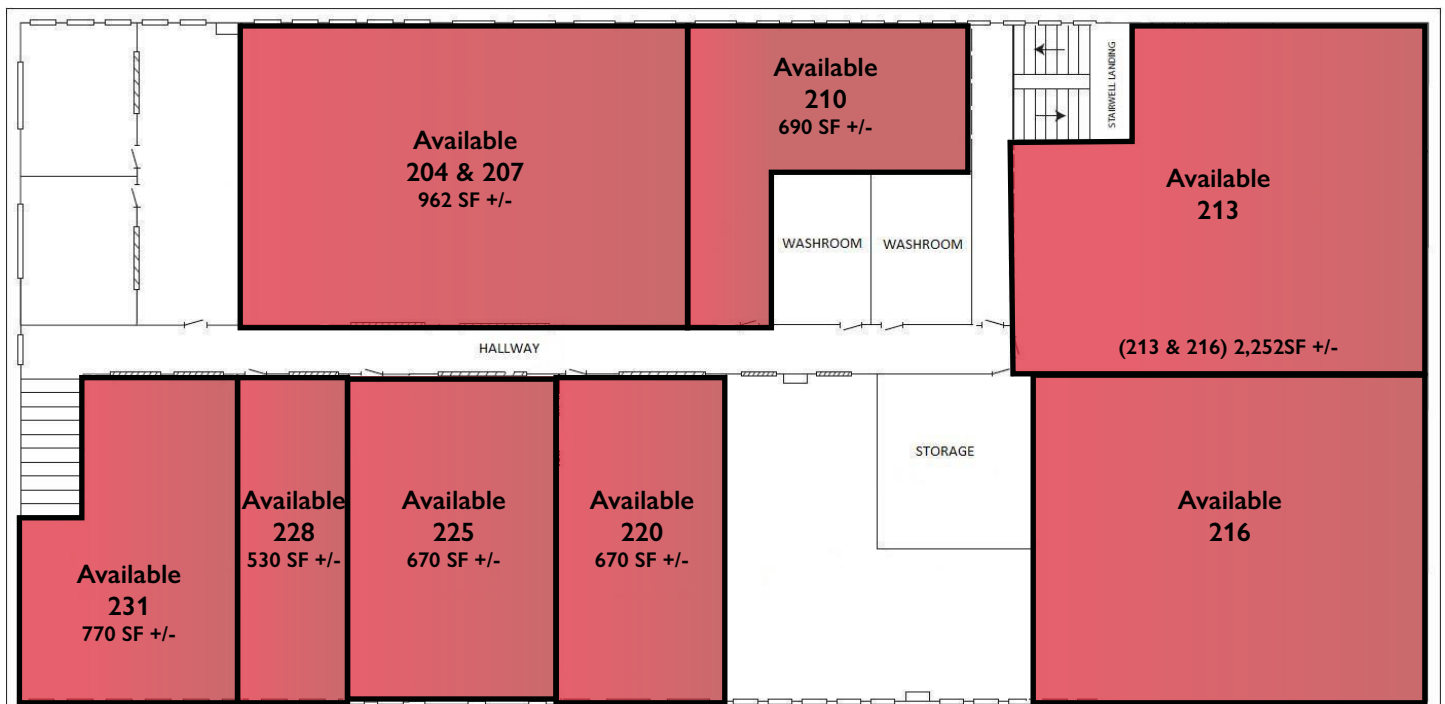 Available
204 & 207
962 SF +/-
Available
210
690 SF +/-
STAIRWELL LANDING
Available
213
(213 & 216) 2,252SF +/-
WASHROOM
WASHROOM
HALLWAY
Available
231
770 SF +/-
Available
228
530 SF +/-
Available
225
670 SF +/-
Available
220
670 SF +/-
STORAGE
Available
216